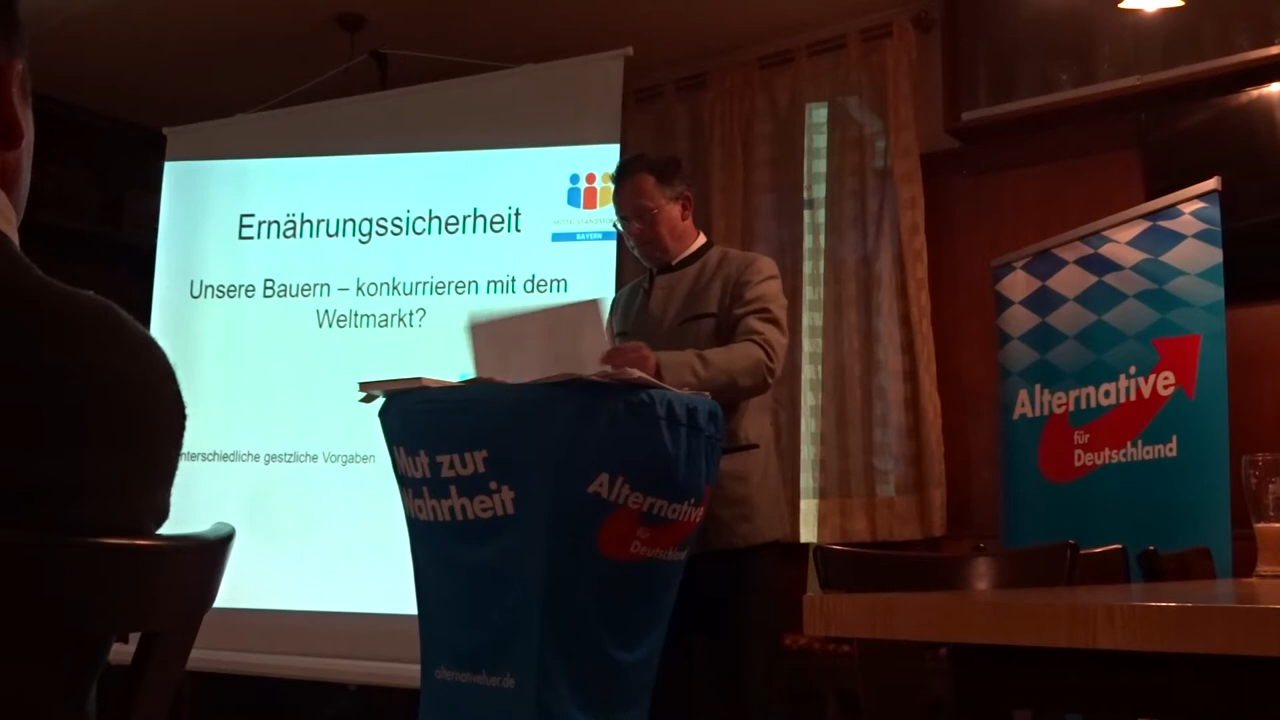 Ernährungssicherheit
BAYERN
Unsere Bauern – konkurrieren mit dem
Weltmarkt?
nterschiedliche gestzliche Vorgaben
Mut zur
Wahrheit
Alternative
für
Deutschland
alternativefuer.de
Alternative
für
Deutschland